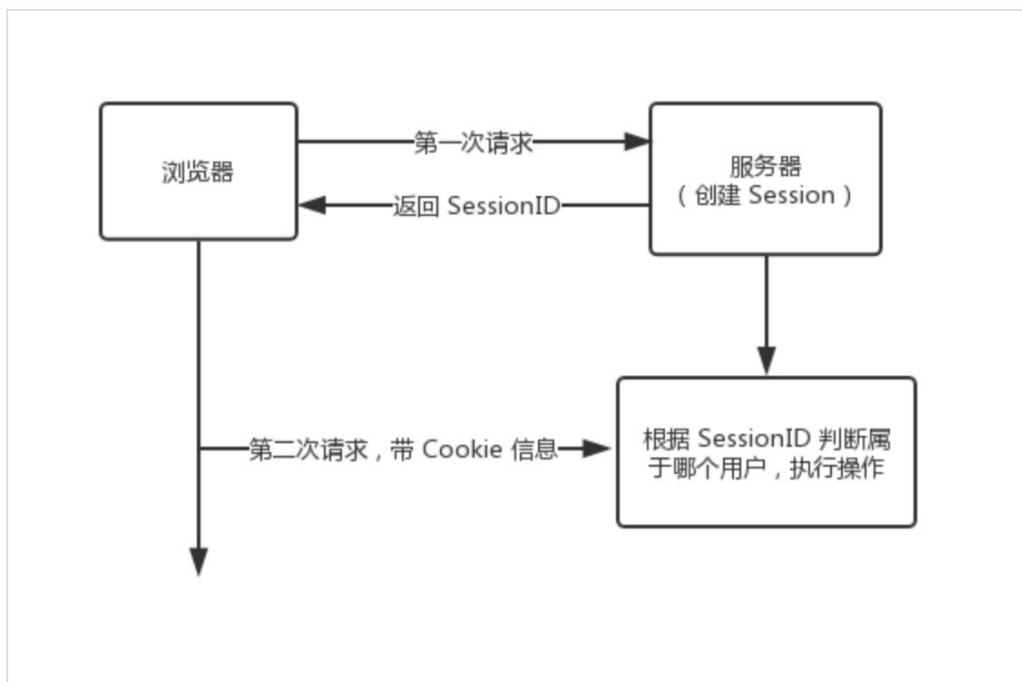 浏览器
第一次请求
服务器
（创建 Session）
返回 SessionID
第二次请求，带 Cookie 信息
根据 SessionID 判断属
于哪个用户，执行操作